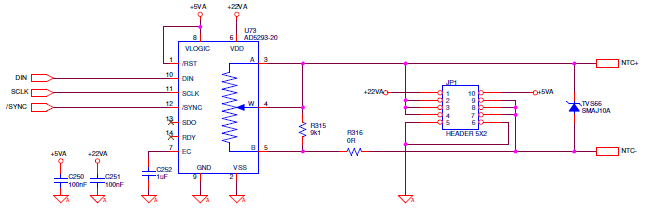 +5VA
+22VA
U73
AD5293-20
8
6
VLOGIC
VDD
1
/RST
A
3
NTC+
DIN
10
DIN
SCLK
11
SCLK
/SYNC
12
/SYNC
W
4
13
SDO
14
RDY
7
EC
B
5
GND
VSS
9
2
R315
9k1
R316
0R
JP1
+22VA
+5VA
1
10
2
9
3
8
4
7
5
6
HEADER 5X2
TVS66
SMAJ10A
NTC-
+5VA
+22VA
C250
100nF
C251
100nF
C252
1uF
A
A
A
A
A
A